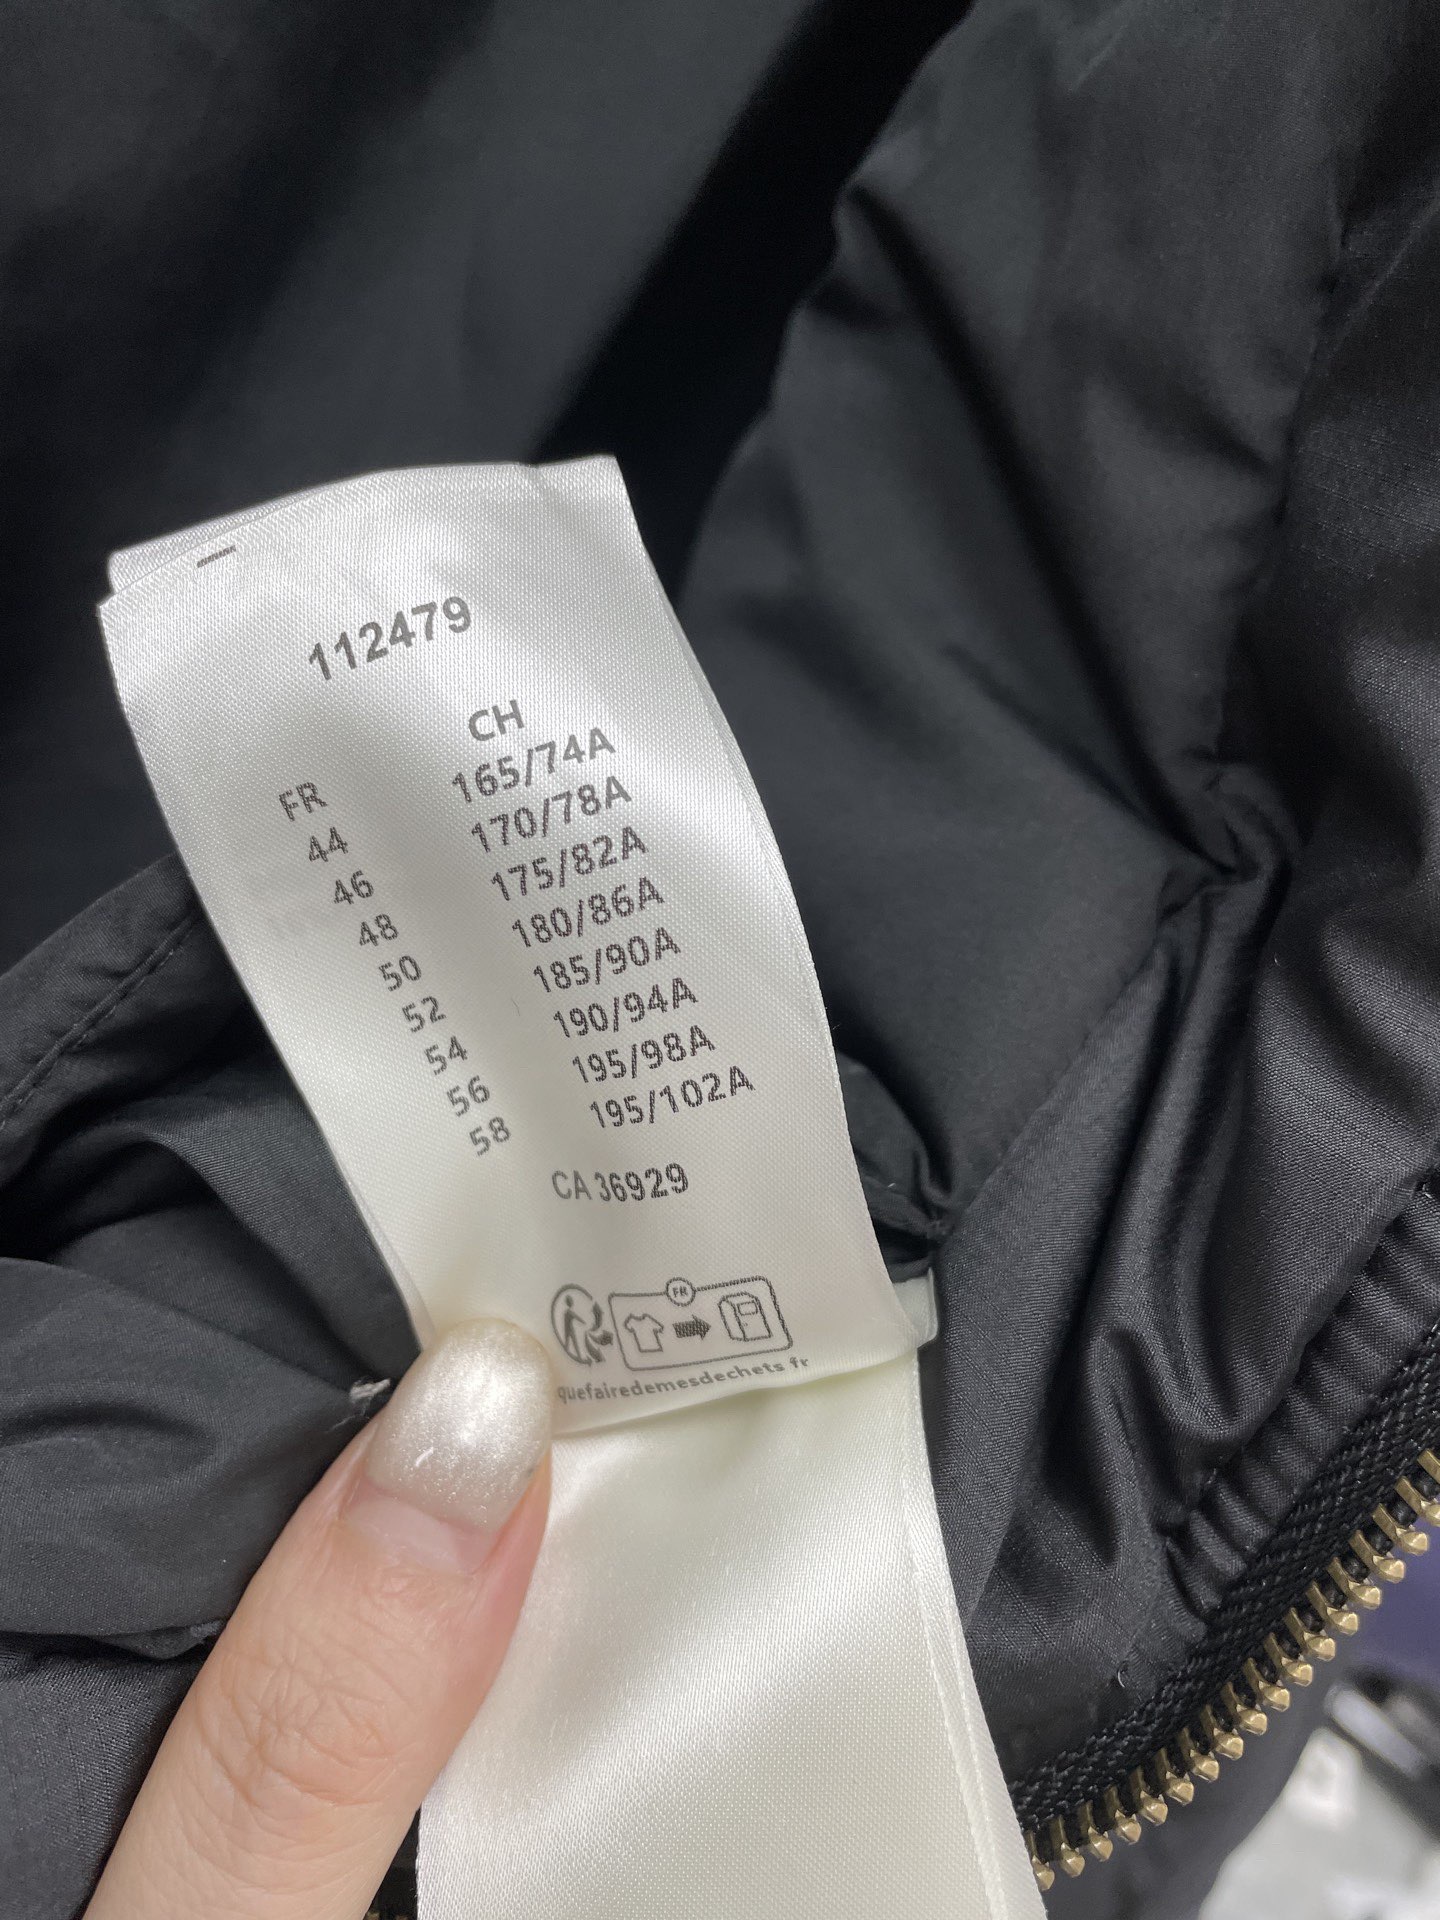 112479
FR CH
44 165/74A
46 170/78A
48 175/82A
50 180/86A
52 185/90A
54 190/94A
56 195/98A
58 195/102A
CA 36929
FR
quefairedemesdechets.fr